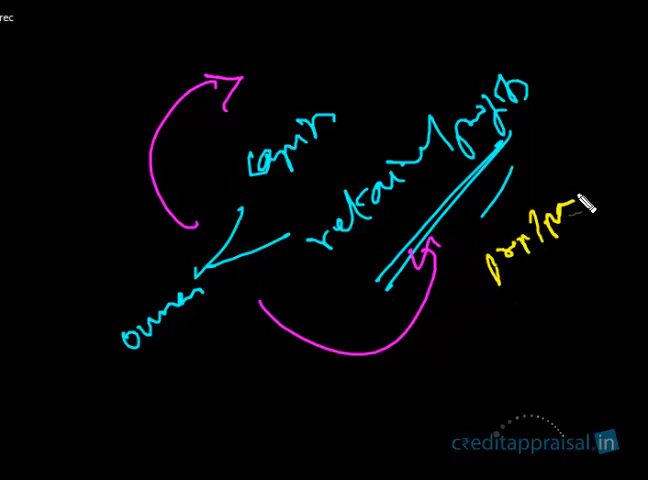 rec
capital
retained profits
owner
creditappraisal.in